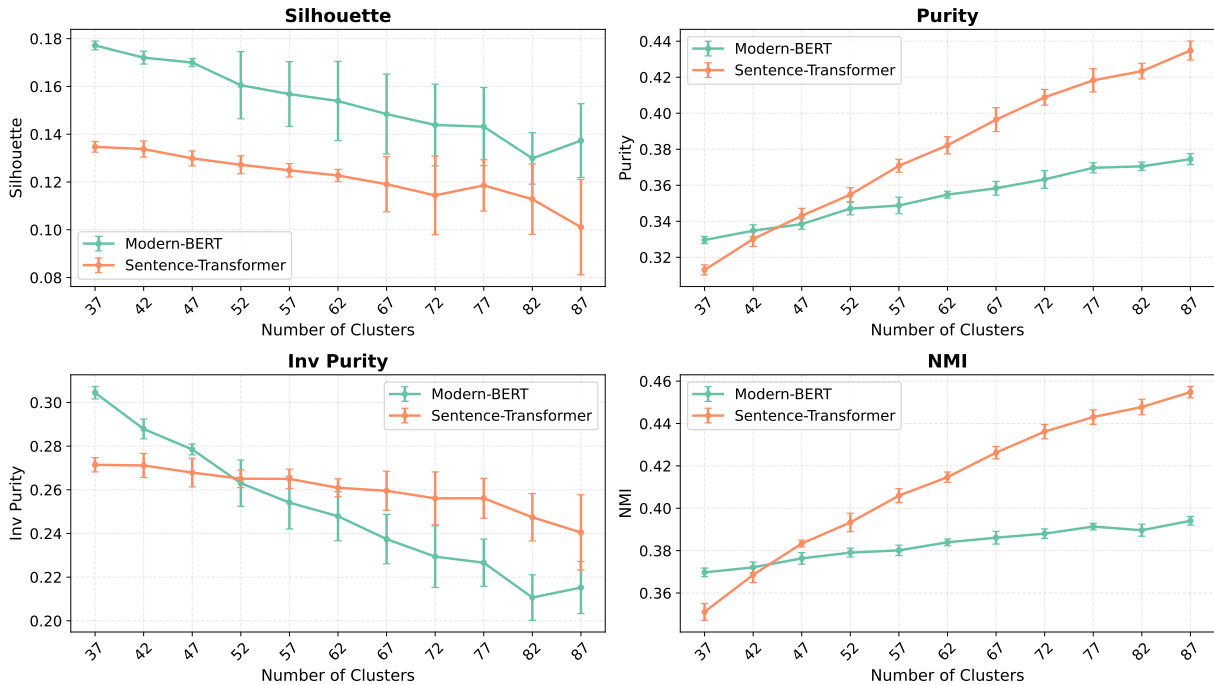 Silhouette
Silhouette
0.18
0.16
0.14
0.12
0.10
0.08
Modern-BERT
Sentence-Transformer
37 42 47 52 57 62 67 72 77 82 87
Number of Clusters
Purity
Purity
0.44
0.42
0.40
0.38
0.36
0.34
0.32
Modern-BERT
Sentence-Transformer
37 42 47 52 57 62 67 72 77 82 87
Number of Clusters
Inv Purity
Inv Purity
0.30
0.28
0.26
0.24
0.22
0.20
Modern-BERT
Sentence-Transformer
37 42 47 52 57 62 67 72 77 82 87
Number of Clusters
NMI
NMI
0.46
0.44
0.42
0.40
0.38
0.36
Modern-BERT
Sentence-Transformer
37 42 47 52 57 62 67 72 77 82 87
Number of Clusters